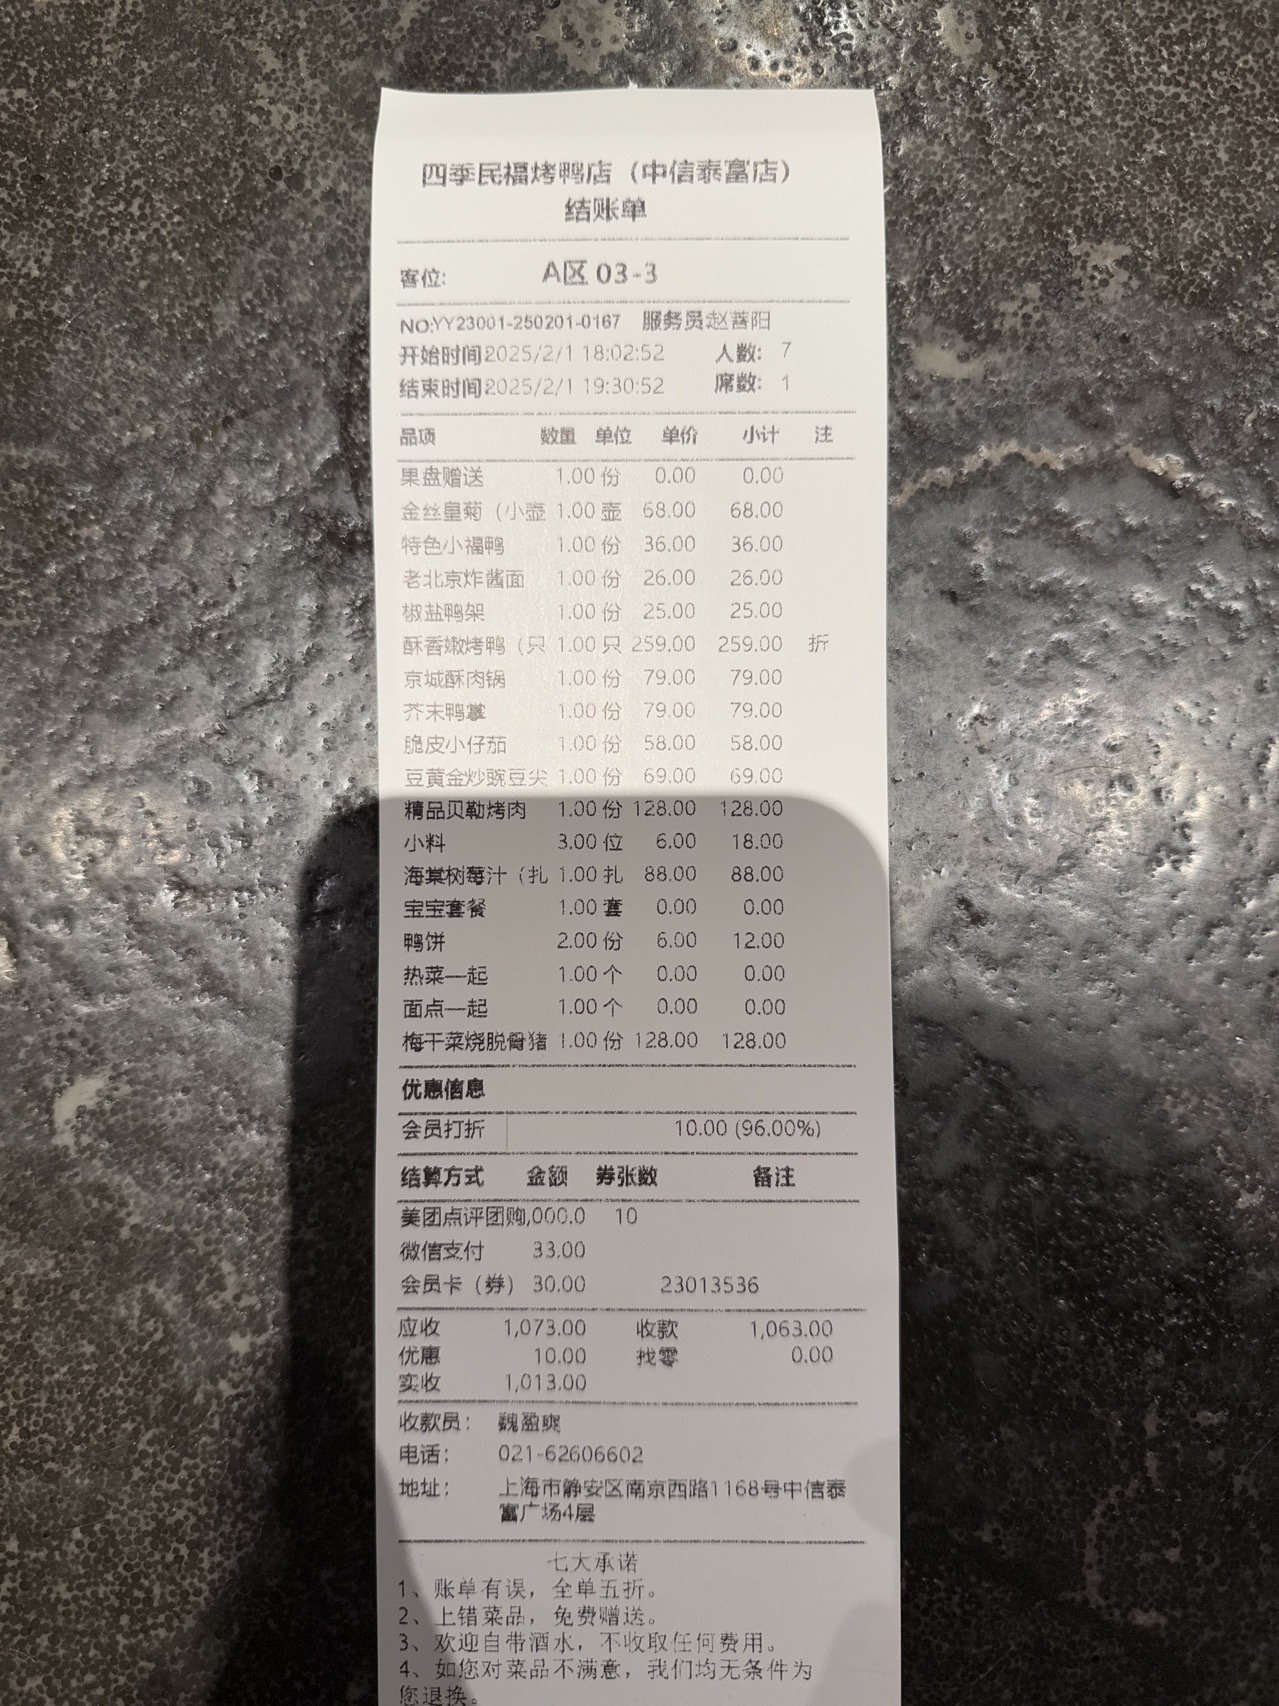 四季民福烤鸭店（中信泰富店）
结账单
客位: A区 03-3
NO:YY23001-250201-0167 服务员:赵蓍阳
开始时间2025/2/1 18:02:52 人数: 7
结束时间2025/2/1 19:30:52 席数: 1
品项 数量 单位 单价 小计 注
果盘赠送 1.00 份 0.00 0.00
金丝皇菊（小壶 1.00 壶 68.00 68.00
特色小福鸭 1.00 份 36.00 36.00
老北京炸酱面 1.00 份 26.00 26.00
椒盐鸭架 1.00 份 25.00 25.00
酥香嫩烤鸭（只 1.00 只 259.00 259.00 折
京城酥肉锅 1.00 份 79.00 79.00
芥末鸭掌 1.00 份 79.00 79.00
脆皮小仔茄 1.00 份 58.00 58.00
豆黄金炒豌豆尖 1.00 份 69.00 69.00
精品贝勒烤肉 1.00 份 128.00 128.00
小料 3.00 位 6.00 18.00
海棠树莓汁（扎 1.00 扎 88.00 88.00
宝宝套餐 1.00 套 0.00 0.00
鸭饼 2.00 份 6.00 12.00
热菜一起 1.00 个 0.00 0.00
面点一起 1.00 个 0.00 0.00
梅干菜烧脱骨猪 1.00 份 128.00 128.00
优惠信息
会员打折 10.00 (96.00%)
结算方式 金额 券张数 备注
美团点评团购,000.0 10
微信支付 33.00
会员卡（券） 30.00 23013536
应收 1,073.00 收款 1,063.00
优惠 10.00 找零 0.00
实收 1,013.00
收款员: 魏盈爽
电话: 021-62606602
地址: 上海市静安区南京西路1168号中信泰
富广场4层
七大承诺
1、账单有误，全单五折。
2、上错菜品，免费赠送。
3、欢迎自带酒水，不收取任何费用。
4、如您对菜品不满意，我们均无条件为
您退换。